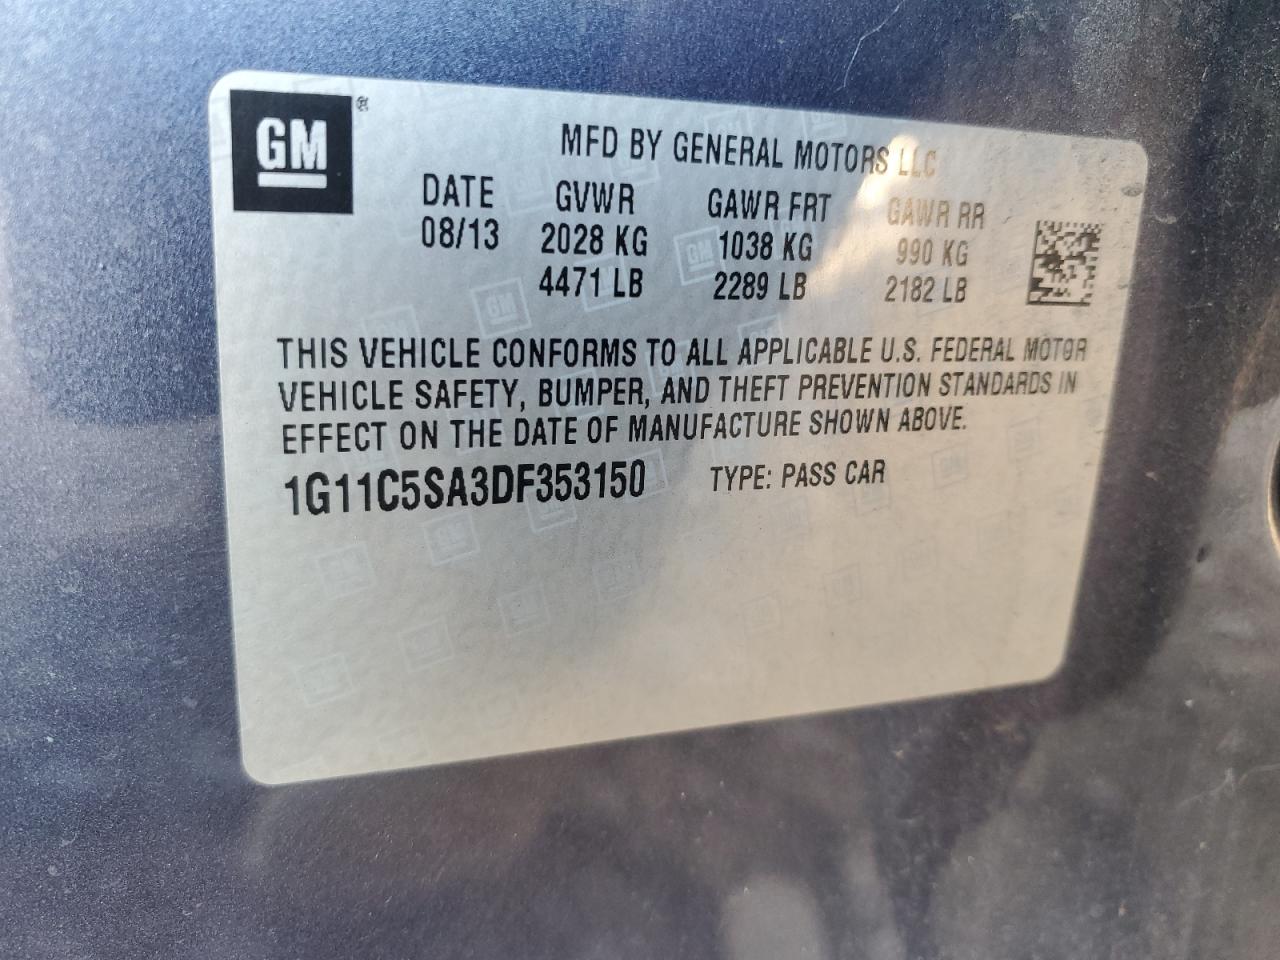 GM ®
MFD BY GENERAL MOTORS LLC
DATE GVWR GAWR FRT GAWR RR
08/13 2028 KG 1038 KG 990 KG
4471 LB 2289 LB 2182 LB
THIS VEHICLE CONFORMS TO ALL APPLICABLE U.S. FEDERAL MOTOR
VEHICLE SAFETY, BUMPER, AND THEFT PREVENTION STANDARDS IN
EFFECT ON THE DATE OF MANUFACTURE SHOWN ABOVE.
1G11C5SA3DF353150 TYPE: PASS CAR